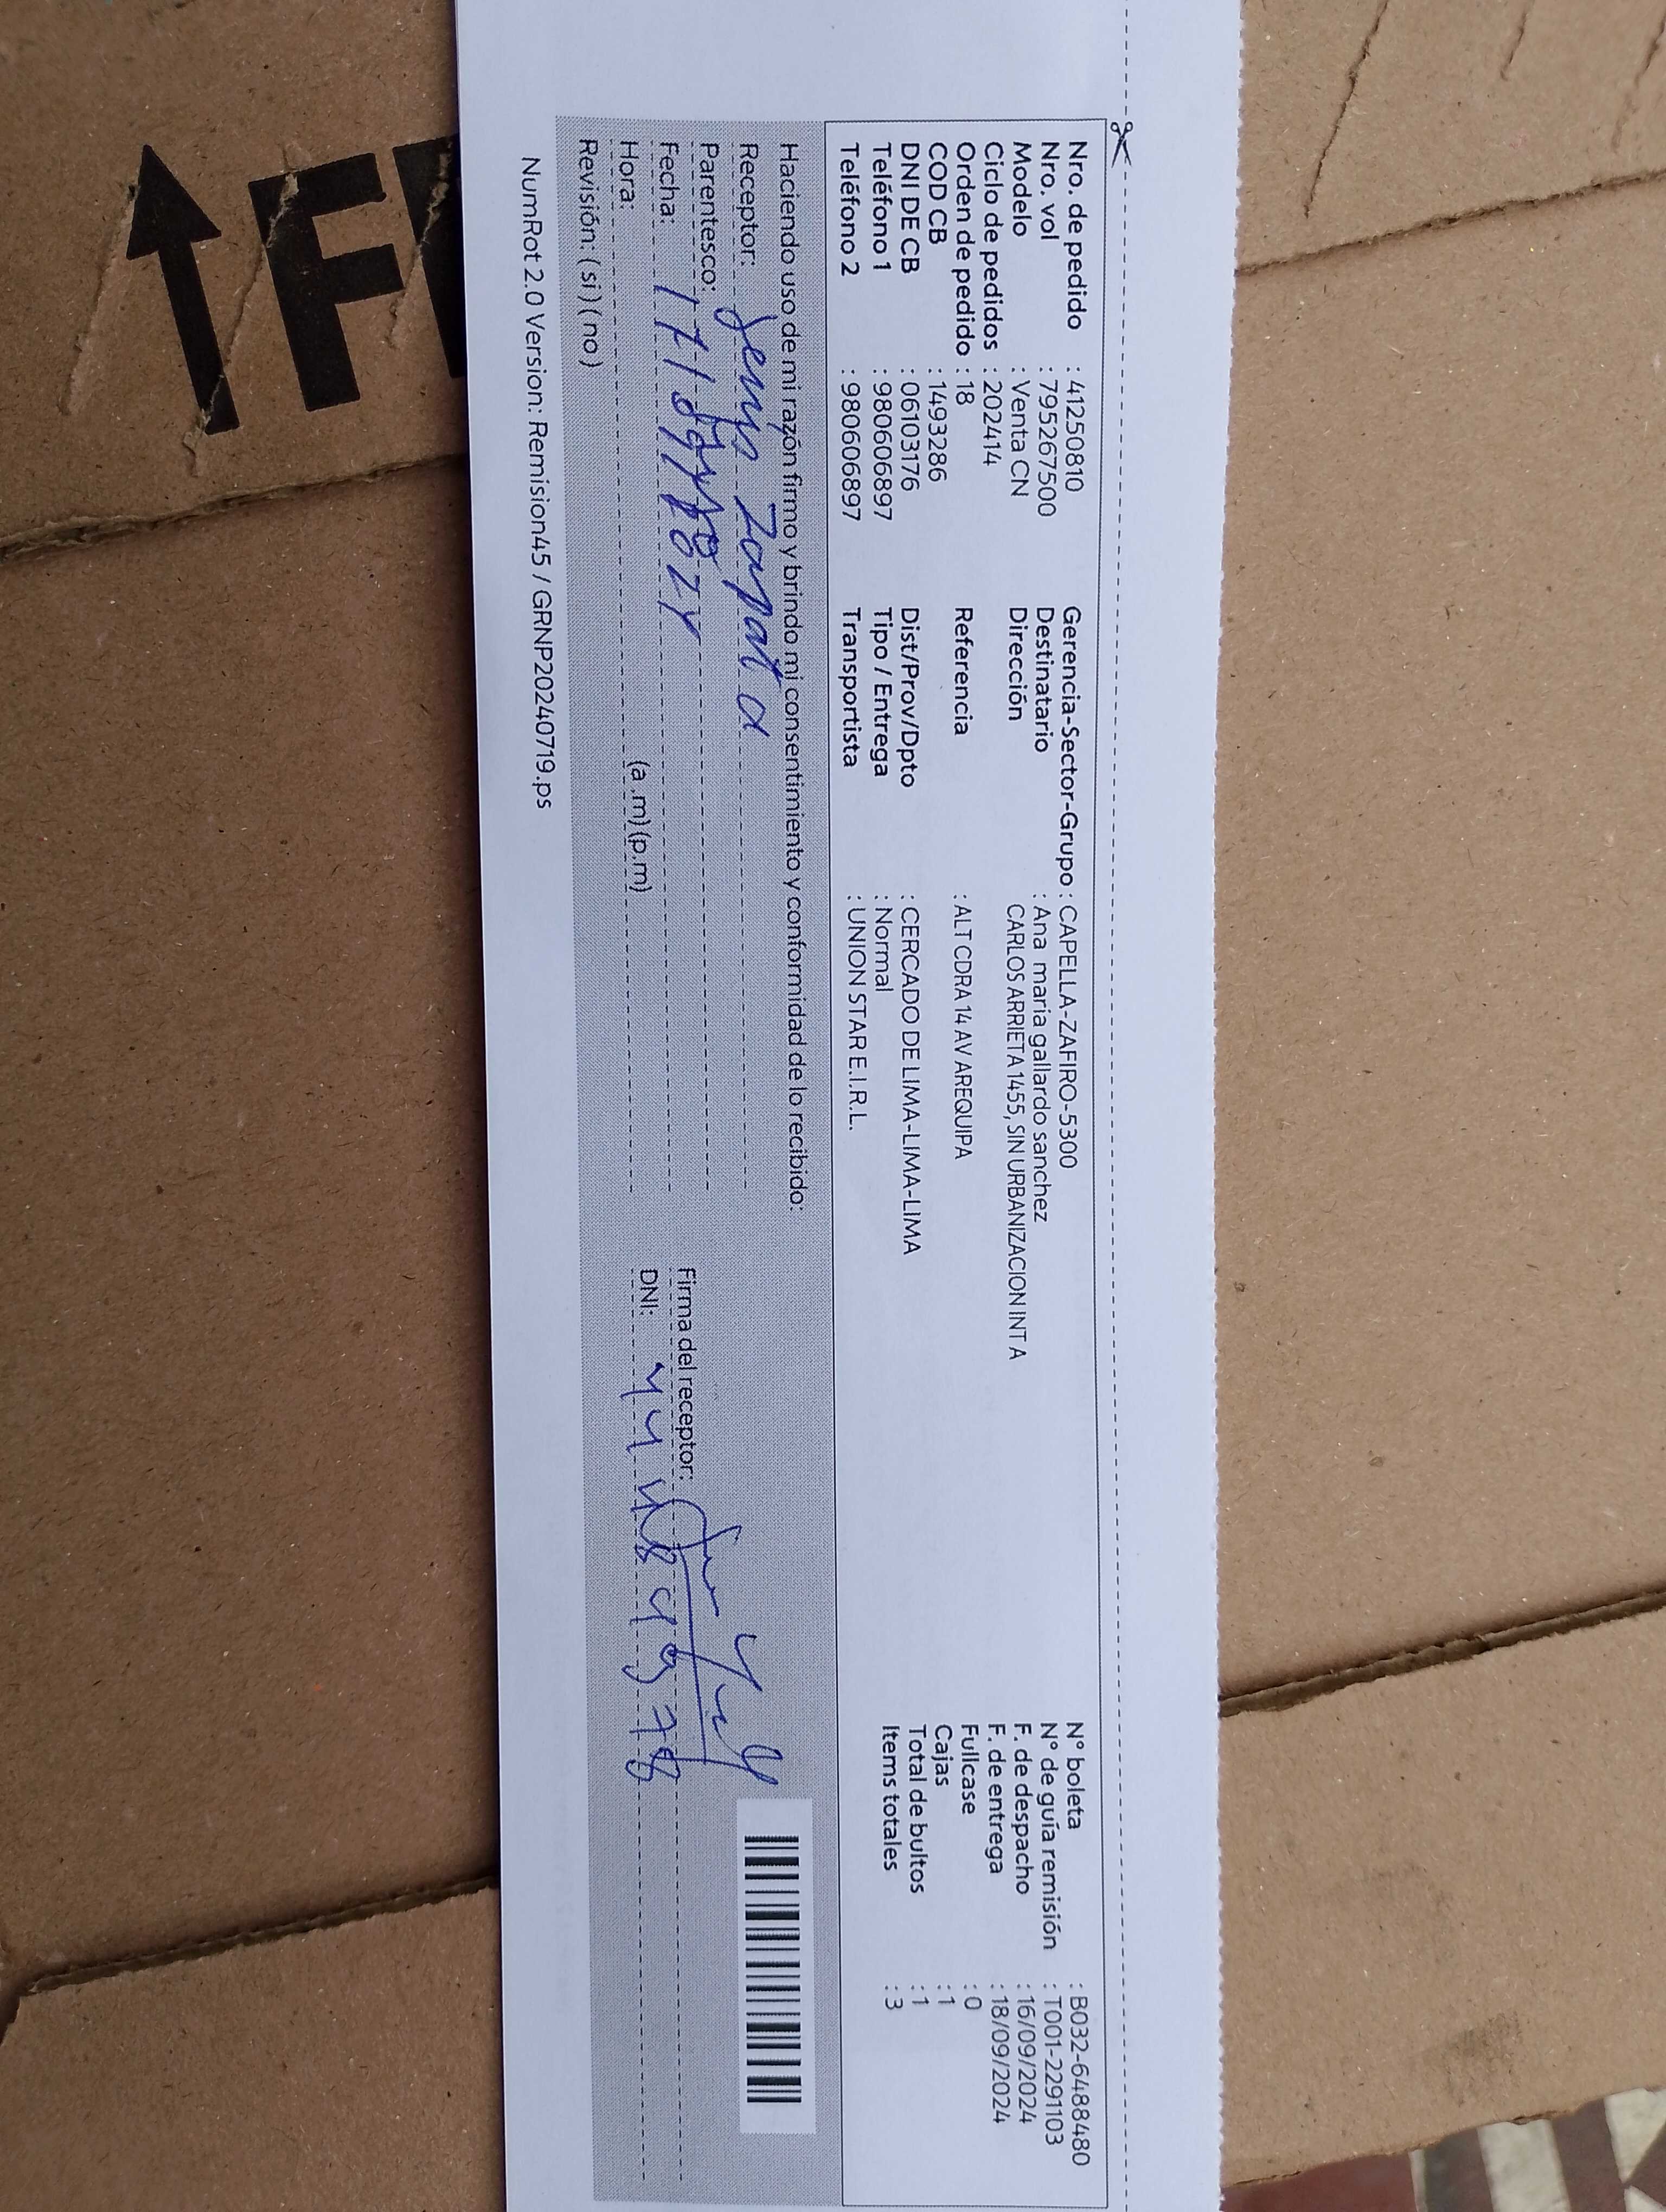 Nro. de pedido : 41250810
Nro. vol : 795267500
Modelo : Venta CN
Ciclo de pedidos : 202414
Orden de pedido : 18
COD CB : 1493286
DNI DE CB : 06103176
Teléfono 1 : 980606897
Teléfono 2 : 980606897
Gerencia-Sector-Grupo : CAPELLA-ZAFIRO-5300
Destinatario : Ana maria gallardo sanchez
Dirección CARLOS ARRIETA 1455, SIN URBANIZACION INT A
Referencia : ALT CDRA 14 AV AREQUIPA
Dist/Prov/Dpto : CERCADO DE LIMA-LIMA-LIMA
Tipo / Entrega : Normal
Transportista : UNION STAR E.I.R.L.
N° boleta : B032-6488480
N° de guía remisión : T001-2291103
F. de despacho : 16/09/2024
F. de entrega : 18/09/2024
Fullcase : 0
Cajas : 1
Total de bultos : 1
Items totales : 3
Haciendo uso de mi razón firmo y brindo mi consentimiento y conformidad de lo recibido:
Receptor: Zapata
Parentesco:
Fecha:
Hora: (a .m) (p.m)
Revisión: ( si ) ( no )
Firma del receptor:
DNI:
NumRot 2.0 Version: Remision45 / GRNP20240719.ps